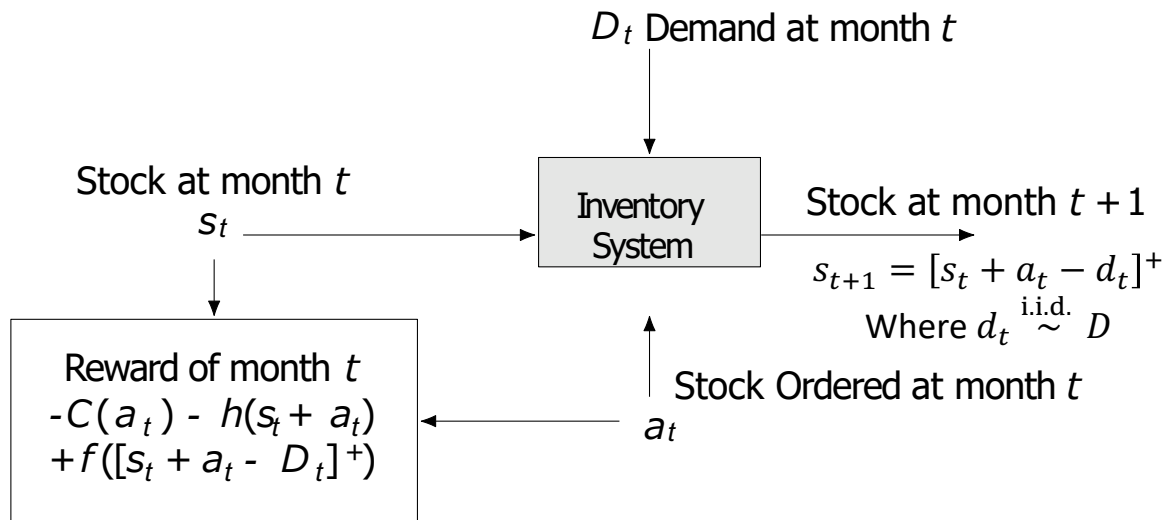 D_t Demand at month t
Stock at month t
s_t
Inventory
System
Stock at month t + 1
s_{t+1} = [s_t + a_t − d_t]^+
Where d_t i.i.d. ~ D
Reward of month t
-C(a_t) - h(s_t + a_t)
+f([s_t + a_t - D_t]^+)
Stock Ordered at month t
a_t